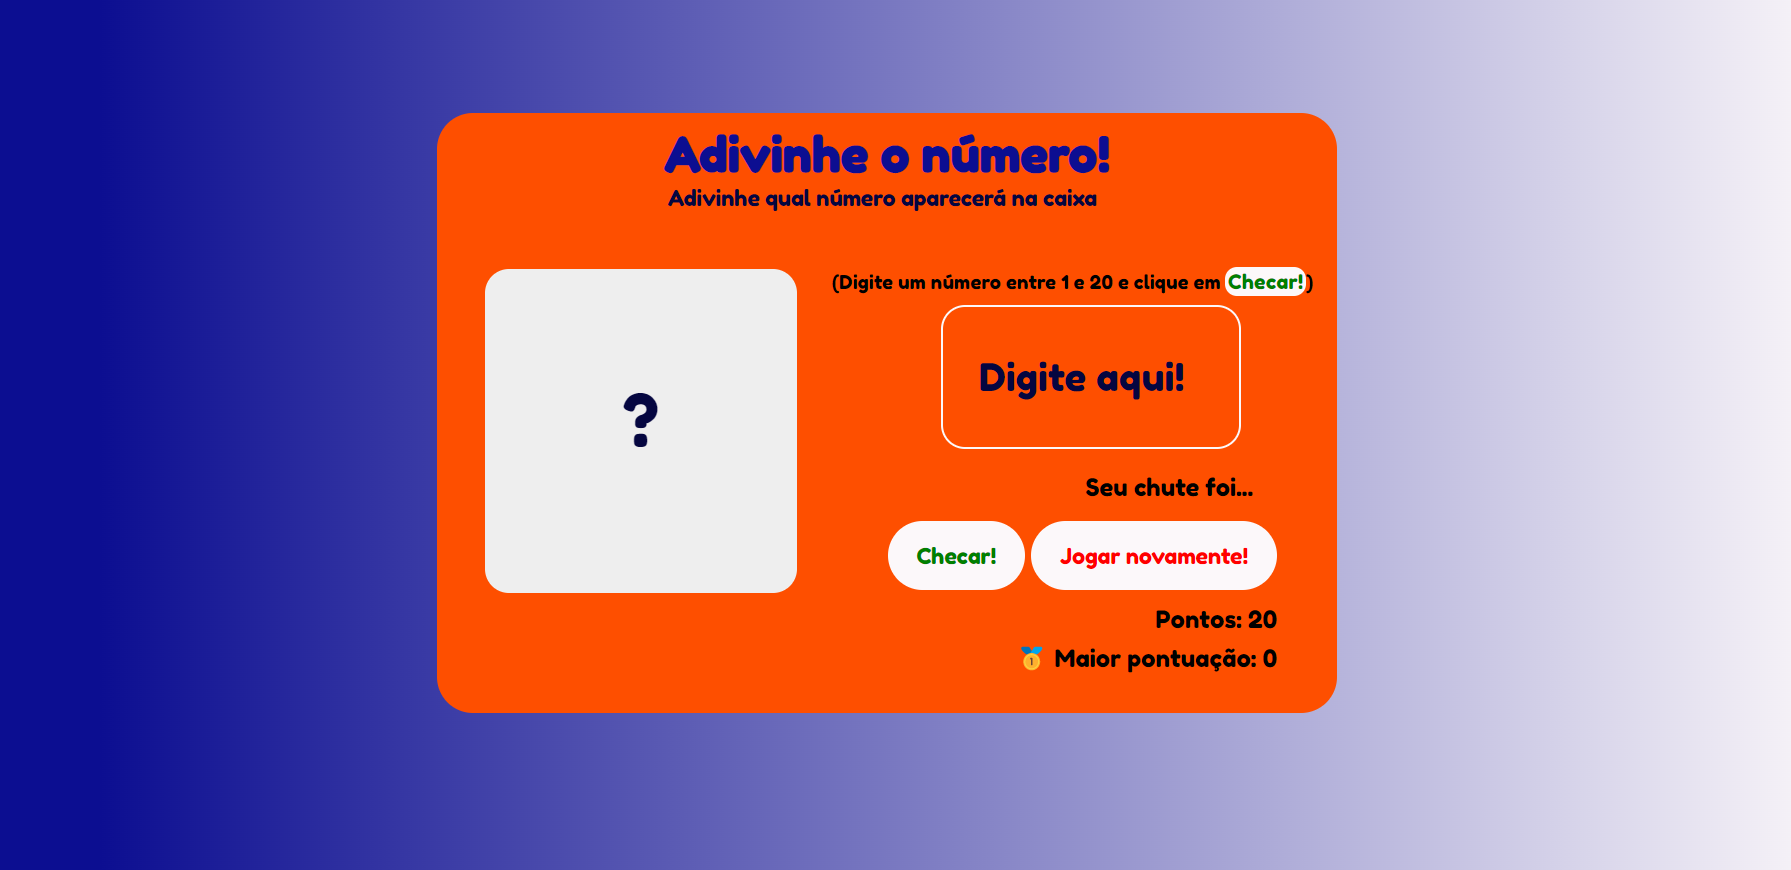 Adivinhe o número!
Adivinhe qual número aparecerá na caixa
?
(Digite um número entre 1 e 20 e clique em Checar!)
Digite aqui!
Seu chute foi...
Checar! Jogar novamente!
Pontos: 20
🥇 Maior pontuação: 0